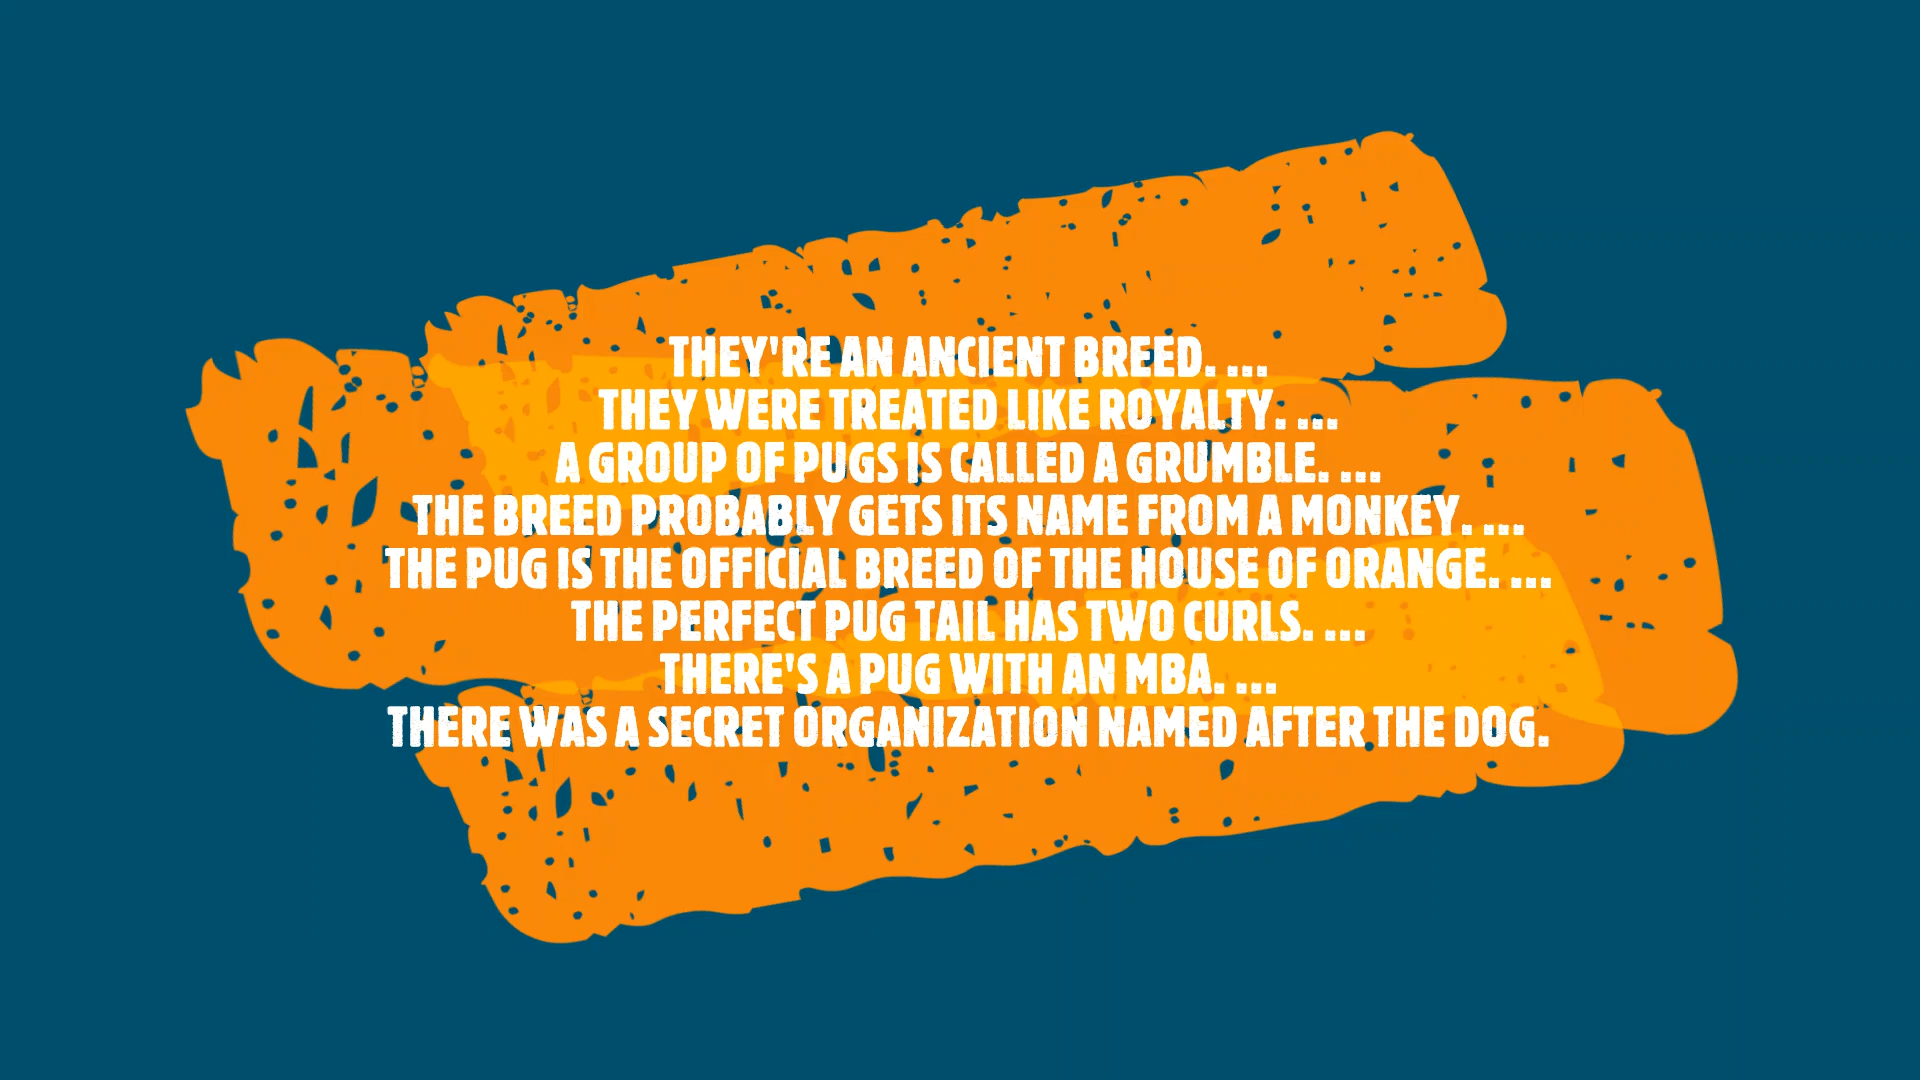 THEY'RE AN ANCIENT BREED. ...
THEY WERE TREATED LIKE ROYALTY. ...
A GROUP OF PUGS IS CALLED A GRUMBLE. ...
THE BREED PROBABLY GETS ITS NAME FROM A MONKEY. ...
THE PUG IS THE OFFICIAL BREED OF THE HOUSE OF ORANGE. ...
THE PERFECT PUG TAIL HAS TWO CURLS. ...
THERE'S A PUG WITH AN MBA. ...
THERE WAS A SECRET ORGANIZATION NAMED AFTER THE DOG.